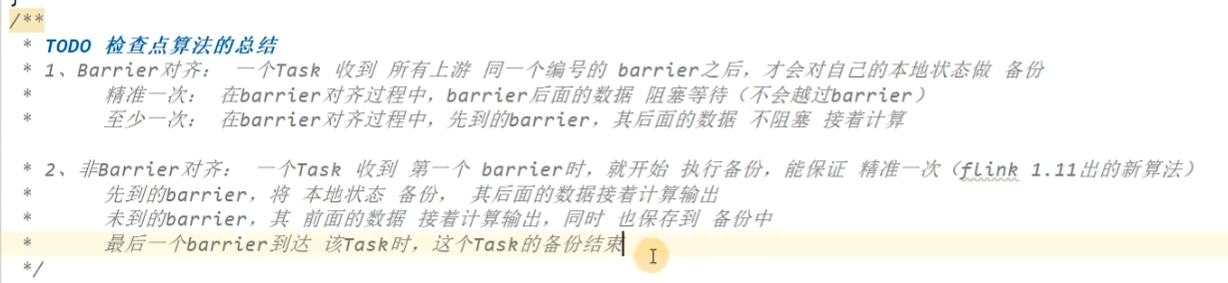 /**
* TODO 检查点算法的总结
* 1、Barrier对齐： 一个Task 收到 所有上游 同一个编号的 barrier之后，才会对自己的本地状态做 备份
* 精准一次： 在barrier对齐过程中，barrier后面的数据 阻塞等待（不会越过barrier）
* 至少一次： 在barrier对齐过程中，先到的barrier，其后面的数据 不阻塞 接着计算
* 2、非Barrier对齐： 一个Task 收到 第一个 barrier时，就开始 执行备份，能保证 精准一次（flink 1.11出的新算法）
* 先到的barrier，将 本地状态 备份， 其后面的数据接着计算输出
* 未到的barrier，其 前面的数据 接着计算输出，同时 也保存到 备份中
* 最后一个barrier到达 该Task时，这个Task的备份结束
*/